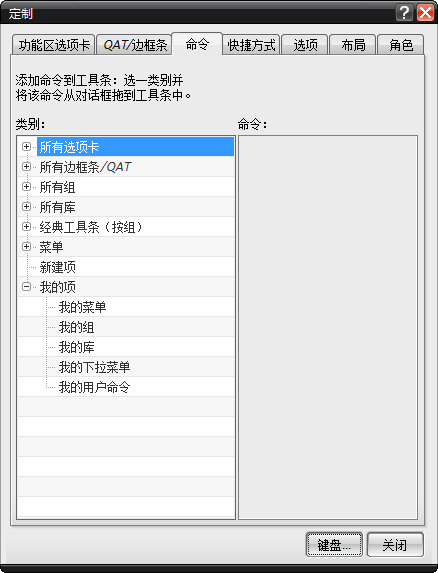 定制
功能区选项卡 QAT/边框条 命令 快捷方式 选项 布局 角色
添加命令到工具条：选一类别并
将该命令从对话框拖到工具条中。
类别： 命令：
所有选项卡
所有边框条/QAT
所有组
所有库
经典工具条（按组）
菜单
新建项
我的项
我的菜单
我的组
我的库
我的下拉菜单
我的用户命令
键盘... 关闭